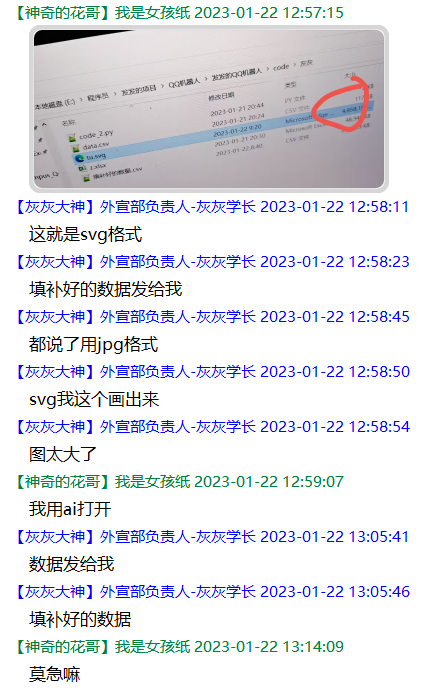 【神奇的花哥】我是女孩纸 2023-01-22 12:57:15
本地磁盘 (E:) › 程序员 › 发发的项目 › QQ机器人 › 发发的QQ机器人 › code › 灰灰
名称 修改日期 类型 大小
code_2.py 2023-01-21 20:44 PY 文件
data.csv 2023-01-21 20:24 CSV 文件
tu.svg 2023-01-22 9:20
z.xlsx 2023-01-21 20:30
填补好的数据.csv 2023-01-22 8:40 CSV 文件
【灰灰大神】外宣部负责人-灰灰学长 2023-01-22 12:58:11
这就是svg格式
【灰灰大神】外宣部负责人-灰灰学长 2023-01-22 12:58:23
填补好的数据发给我
【灰灰大神】外宣部负责人-灰灰学长 2023-01-22 12:58:45
都说了用jpg格式
【灰灰大神】外宣部负责人-灰灰学长 2023-01-22 12:58:50
svg我这个画出来
【灰灰大神】外宣部负责人-灰灰学长 2023-01-22 12:58:54
图太大了
【神奇的花哥】我是女孩纸 2023-01-22 12:59:07
我用ai打开
【灰灰大神】外宣部负责人-灰灰学长 2023-01-22 13:05:41
数据发给我
【灰灰大神】外宣部负责人-灰灰学长 2023-01-22 13:05:46
填补好的数据
【神奇的花哥】我是女孩纸 2023-01-22 13:14:09
莫急嘛